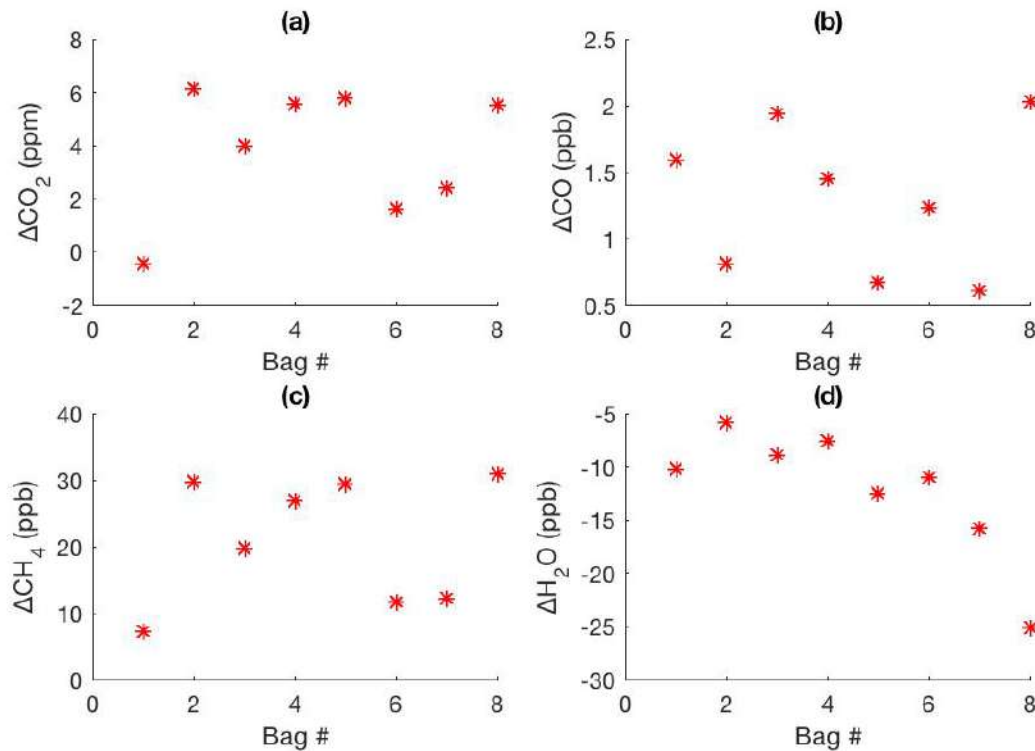 (a)
8
6
4
2
0
-2
ΔCO₂ (ppm)
0 2 4 6 8
Bag #
(b)
2.5
2
1.5
1
0.5
ΔCO (ppb)
0 2 4 6 8
Bag #
(c)
40
30
20
10
0
ΔCH₄ (ppb)
0 2 4 6 8
Bag #
(d)
-5
-10
-15
-20
-25
-30
ΔH₂O (ppb)
0 2 4 6 8
Bag #